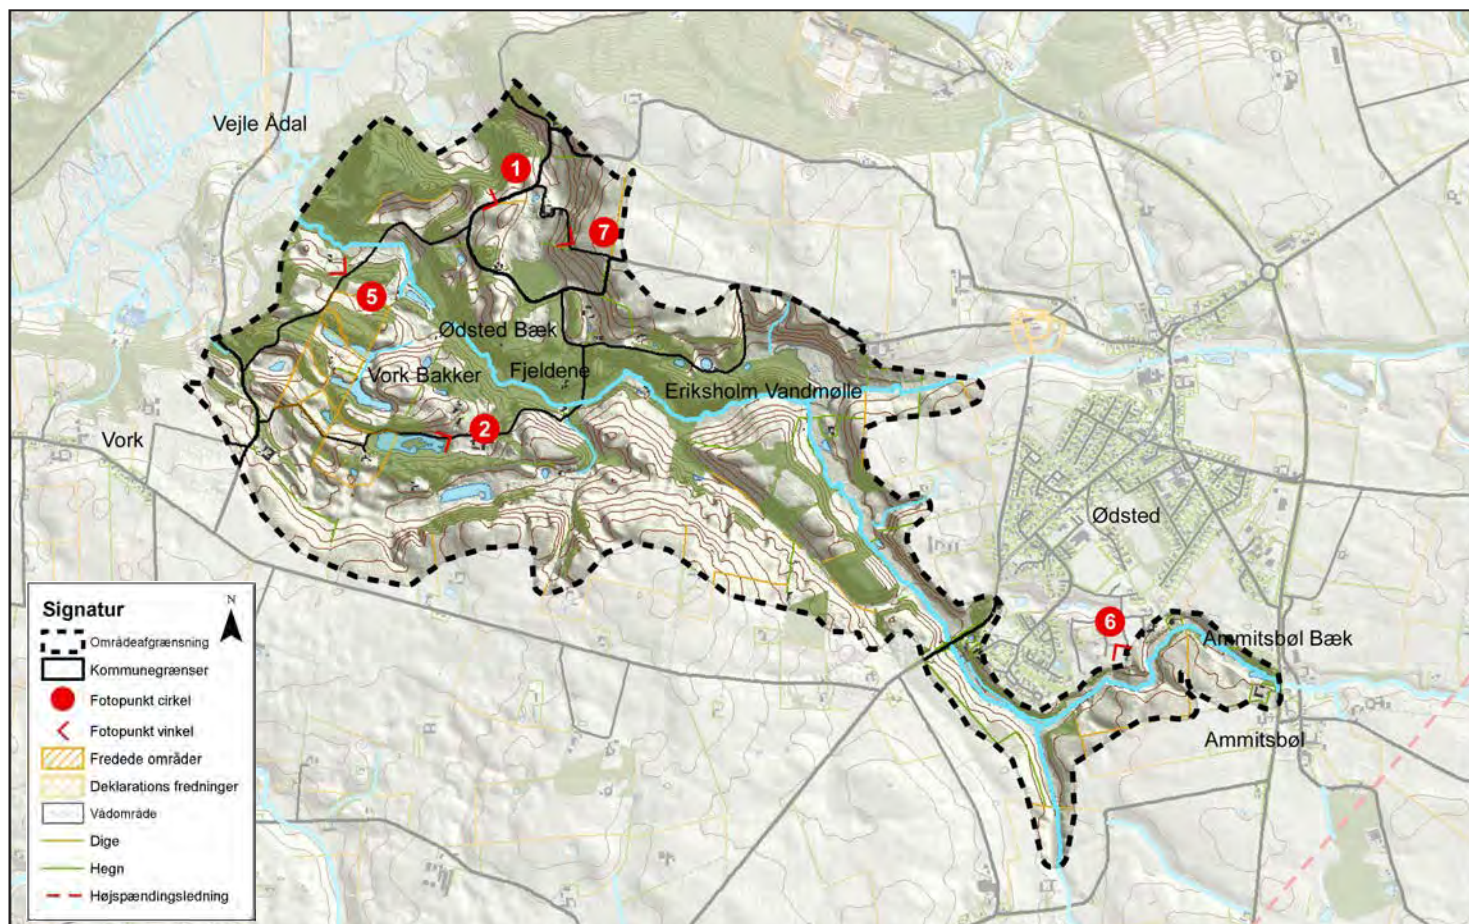 Vejle Ådal
1
7
5
Ødsted Bæk
Fjeldene
Vork Bakker
Eriksholm Vandmølle
2
Vork
Ødsted
6
Ammitsbøl Bæk
Ammitsbøl
Signatur
N
Områdeafgrænsning
Kommunegrænser
Fotopunkt cirkel
Fotopunkt vinkel
Fredede områder
Deklarations fredninger
Vådområde
Dige
Hegn
Højspændingsledning